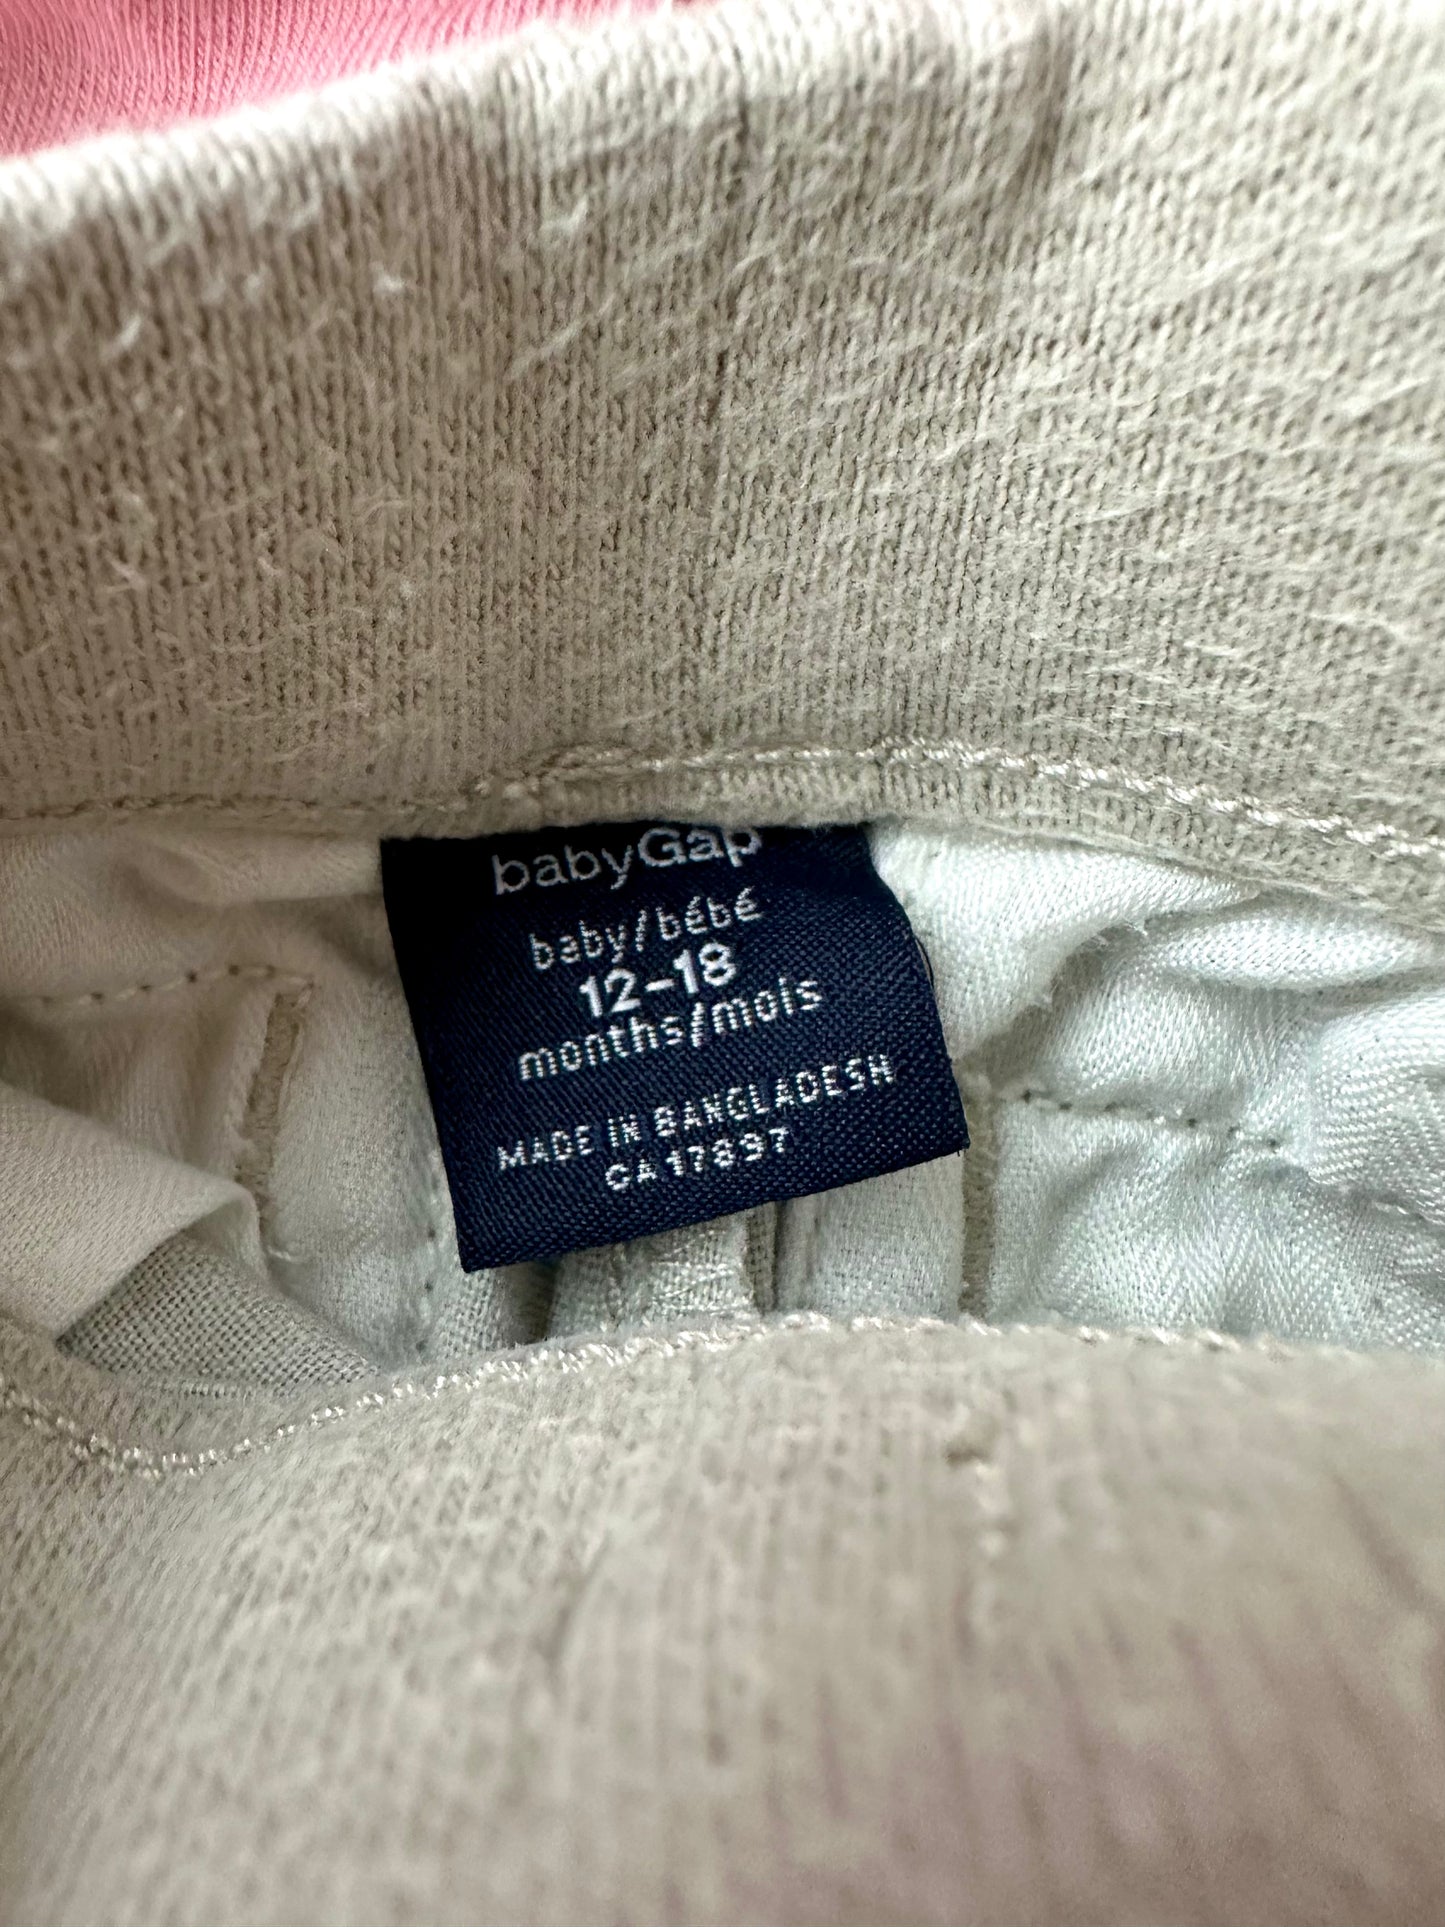 babyGap
baby/bébé
12-18
months/mois
MADE IN BANGLADESH
CA 17897